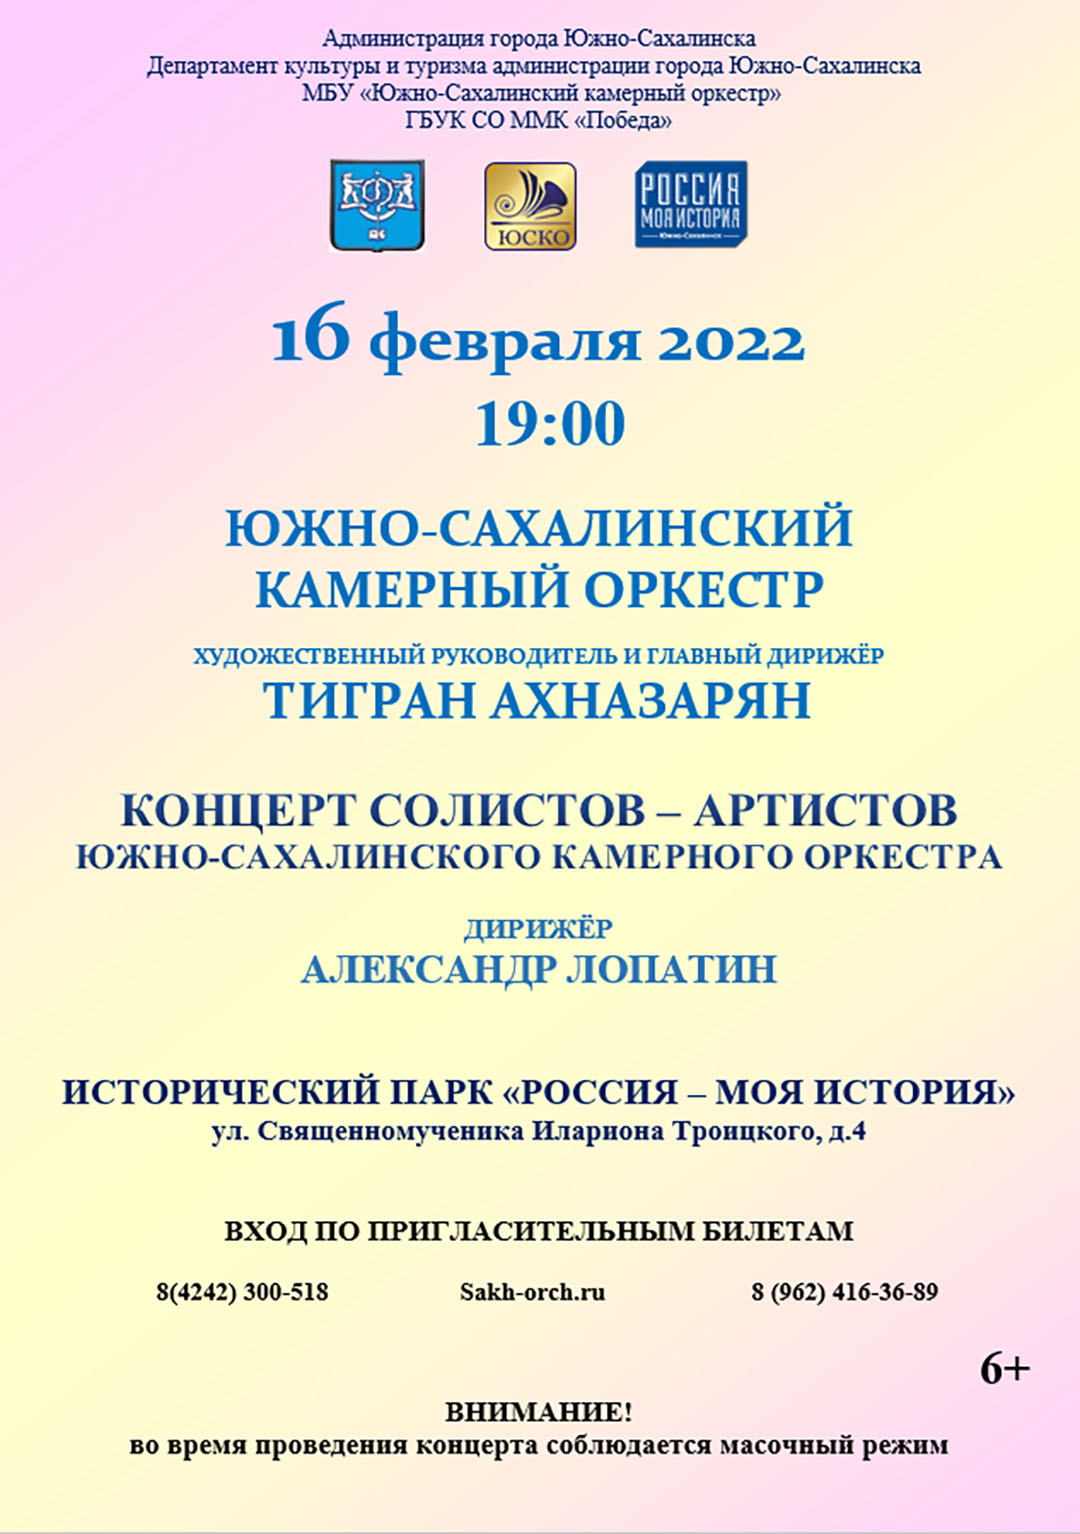 Администрация города Южно-Сахалинска
Департамент культуры и туризма администрации города Южно-Сахалинска
МБУ «Южно-Сахалинский камерный оркестр»
ГБУК СО ММК «Победа»
ЮСКО
РОССИЯ
МОЯ ИСТОРИЯ
Южно-Сахалинск
16 февраля 2022
19:00
ЮЖНО-САХАЛИНСКИЙ
КАМЕРНЫЙ ОРКЕСТР
ХУДОЖЕСТВЕННЫЙ РУКОВОДИТЕЛЬ И ГЛАВНЫЙ ДИРИЖЁР
ТИГРАН АХНАЗАРЯН
КОНЦЕРТ СОЛИСТОВ – АРТИСТОВ
ЮЖНО-САХАЛИНСКОГО КАМЕРНОГО ОРКЕСТРА
ДИРИЖЁР
АЛЕКСАНДР ЛОПАТИН
ИСТОРИЧЕСКИЙ ПАРК «РОССИЯ – МОЯ ИСТОРИЯ»
ул. Священномученика Илариона Троицкого, д.4
ВХОД ПО ПРИГЛАСИТЕЛЬНЫМ БИЛЕТАМ
8(4242) 300-518 Sakh-orch.ru 8 (962) 416-36-89
6+
ВНИМАНИЕ!
во время проведения концерта соблюдается масочный режим